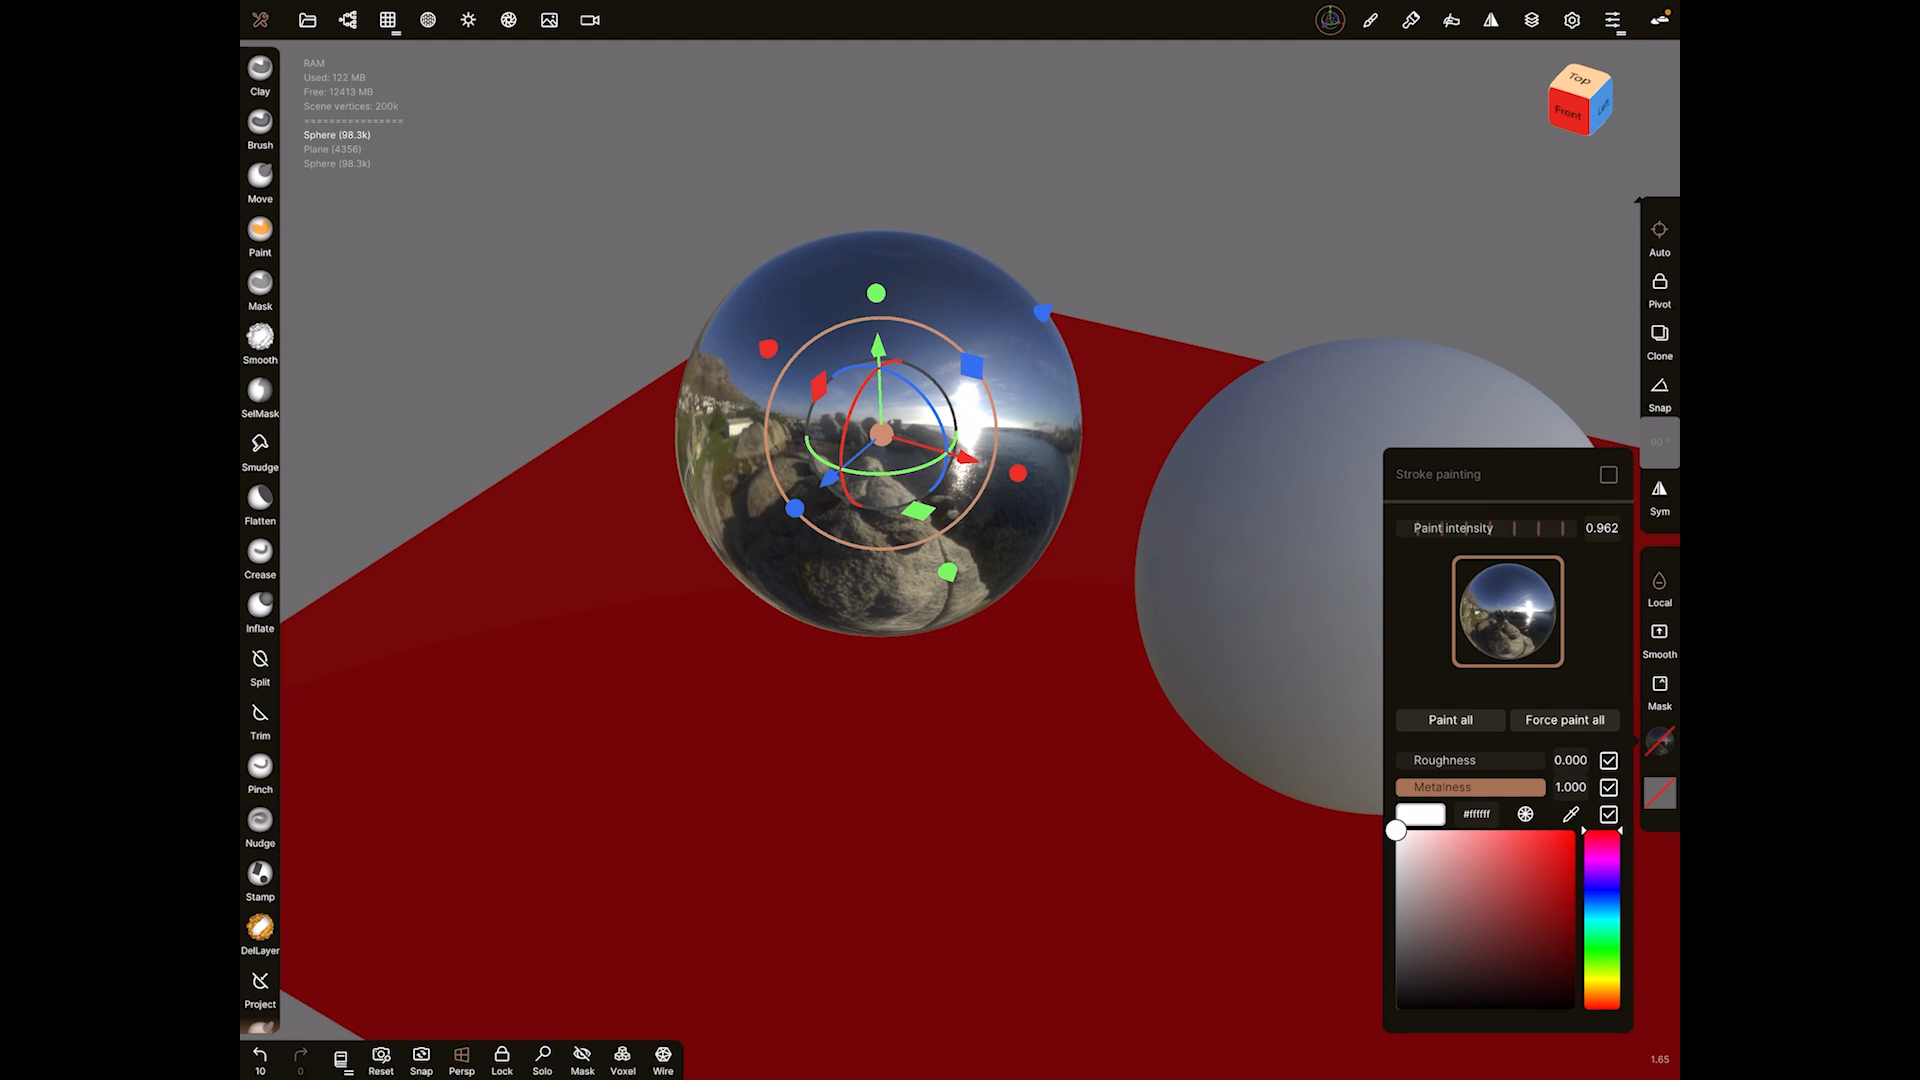 RAM
Used: 122 MB
Free: 12413 MB
Scene vertices: 200k
================
Sphere (98.3k)
Plane (4356)
Sphere (98.3k)
Top
Front
Left
Clay
Brush
Move
Paint
Mask
Smooth
SelMask
Smudge
Flatten
Crease
Inflate
Split
Trim
Pinch
Nudge
Stamp
DelLayer
Project
Auto
Pivot
Clone
Snap
90 °
Sym
Local
Smooth
Mask
Stroke painting
Paint intensity 0.962
Paint all Force paint all
Roughness 0.000
Metalness 1.000
#ffffff
1.65
10 0 Reset Snap Persp Lock Solo Mask Voxel Wire